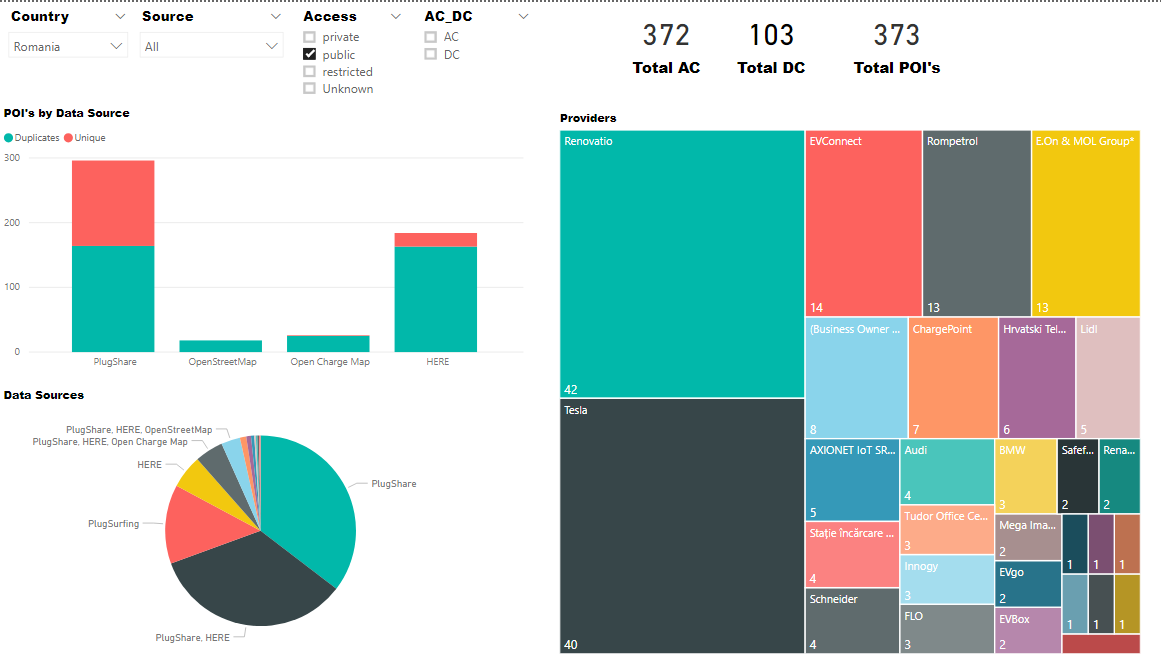 Country
Source
Access
AC_DC
Romania
All
private
public
restricted
Unknown
AC
DC
372
Total AC
103
Total DC
373
Total POI's
POI's by Data Source
Duplicates
Unique
300
200
100
0
PlugShare
OpenStreetMap
Open Charge Map
HERE
Data Sources
PlugShare, HERE, OpenStreetMap
PlugShare, HERE, Open Charge Map
HERE
PlugSurfing
PlugShare
PlugShare, HERE
Providers
Renovatio
42
Tesla
40
EVConnect
14
Rompetrol
13
E.On & MOL Group*
13
(Business Owner ...
8
ChargePoint
7
Hrvatski Tel...
6
Lidl
5
AXIONET IoT SR...
5
Stație încărcare ...
4
Schneider
4
Audi
4
Tudor Office Ce...
3
Innogy
3
FLO
3
BMW
3
Safef...
2
Rena...
2
Mega Ima...
2
EVgo
2
EVBox
2
1
1
1
1
1
1